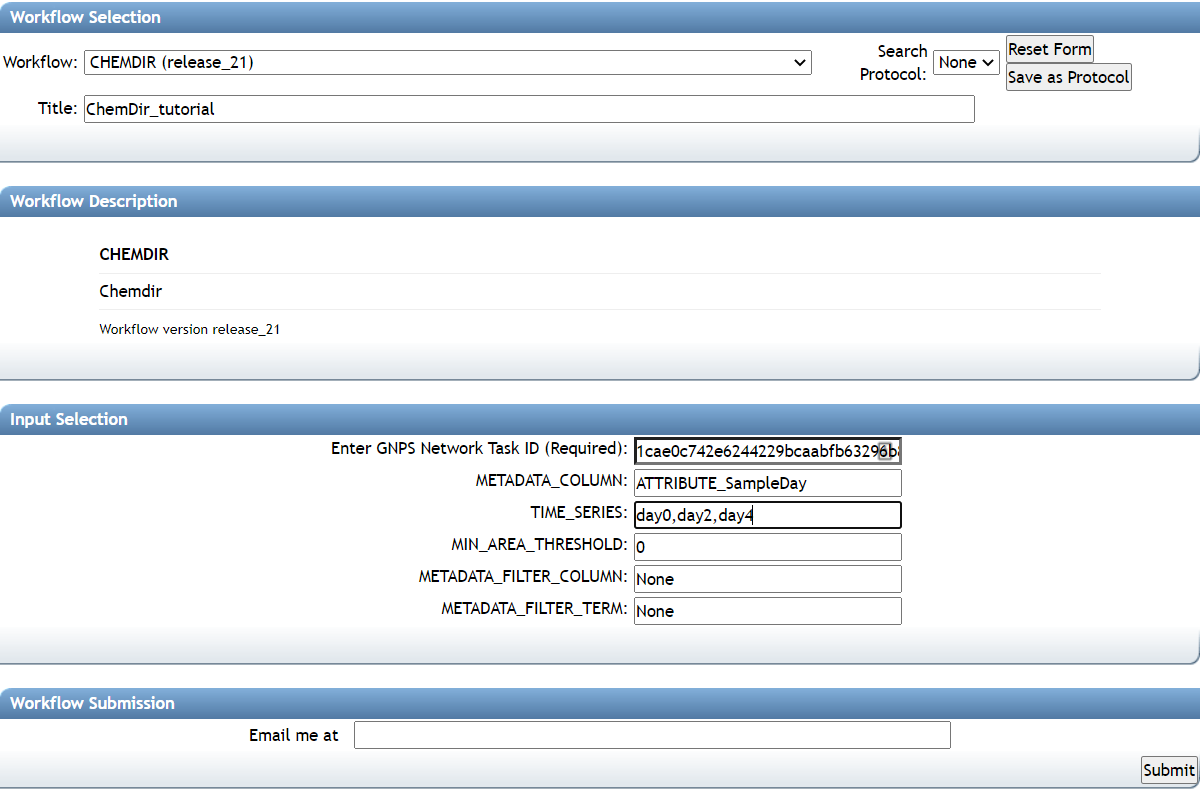 Workflow Selection
Workflow: CHEMDIR (release_21)
Search Protocol: None
Reset Form
Save as Protocol
Title: ChemDir_tutorial
Workflow Description
CHEMDIR
Chemdir
Workflow version release_21
Input Selection
Enter GNPS Network Task ID (Required): 1cae0c742e6244229bcaabfb63296b
METADATA_COLUMN: ATTRIBUTE_SampleDay
TIME_SERIES: day0,day2,day4
MIN_AREA_THRESHOLD: 0
METADATA_FILTER_COLUMN: None
METADATA_FILTER_TERM: None
Workflow Submission
Email me at
Submit